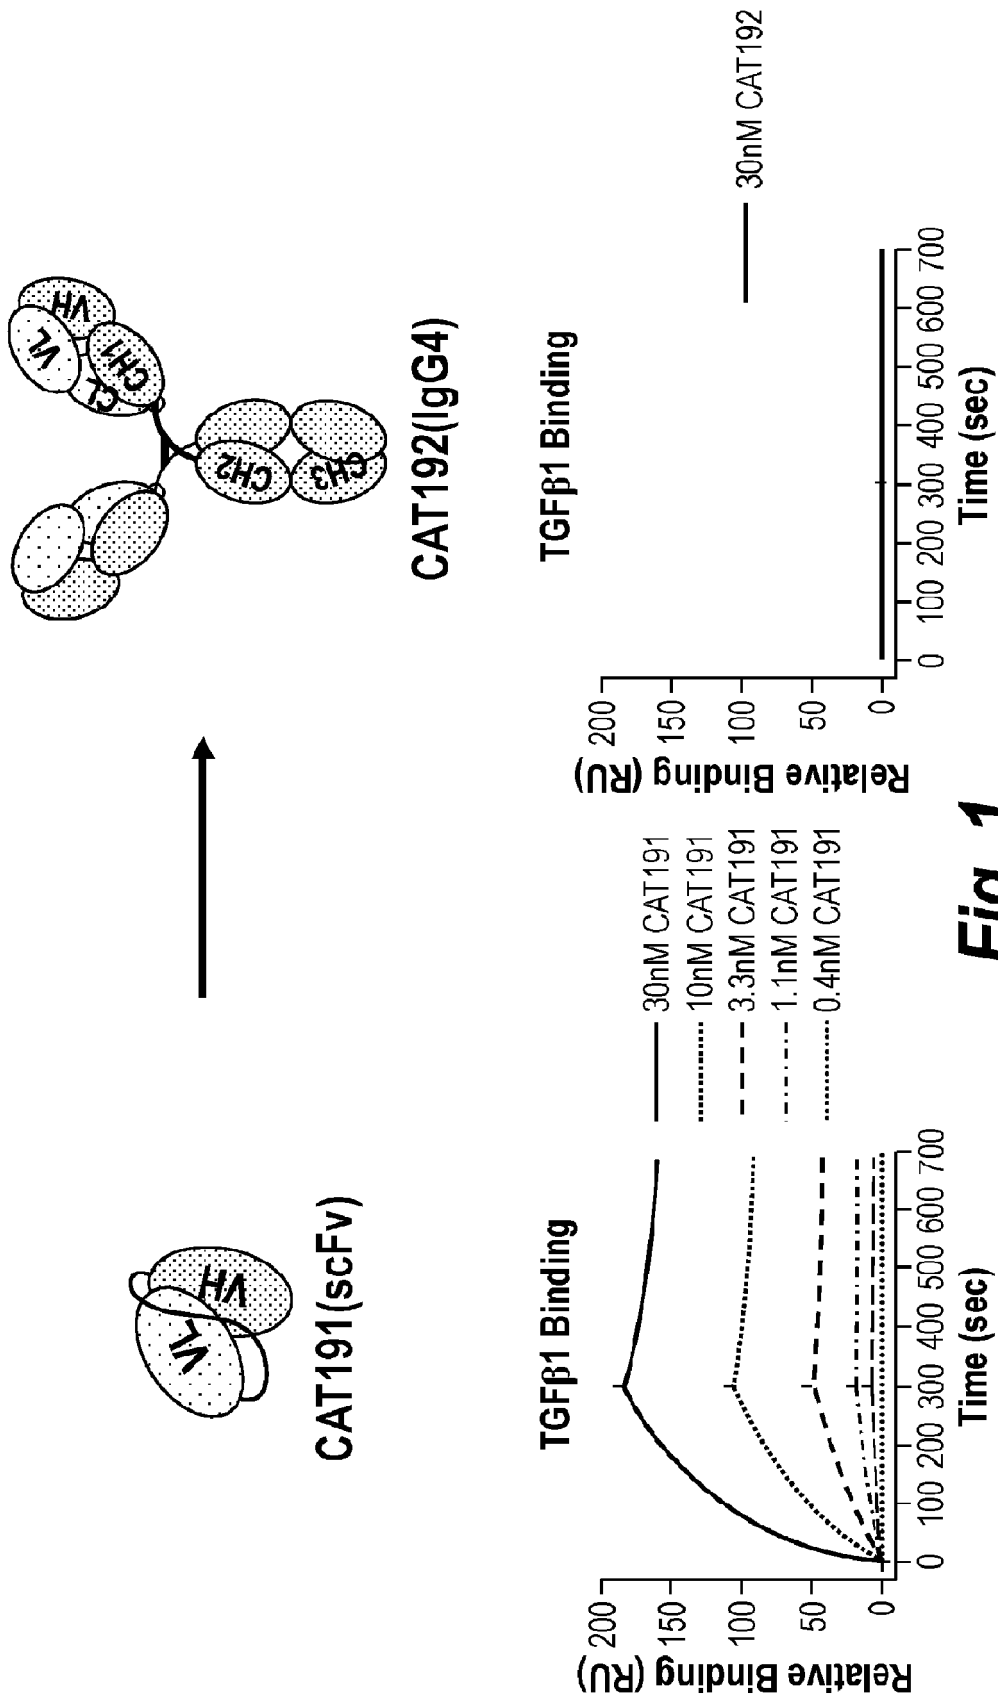 VL
VH
CAT191(scFv)
VL
VH
CL
CH1
CH2
CH3
CAT192(IgG4)
TGFβ1 Binding
Relative Binding (RU)
200
150
100
50
0
0 100 200 300 400 500 600 700
Time (sec)
30nM CAT191
10nM CAT191
3.3nM CAT191
1.1nM CAT191
0.4nM CAT191
TGFβ1 Binding
Relative Binding (RU)
200
150
100
50
0
0 100 200 300 400 500 600 700
Time (sec)
30nM CAT192
Fig. 1